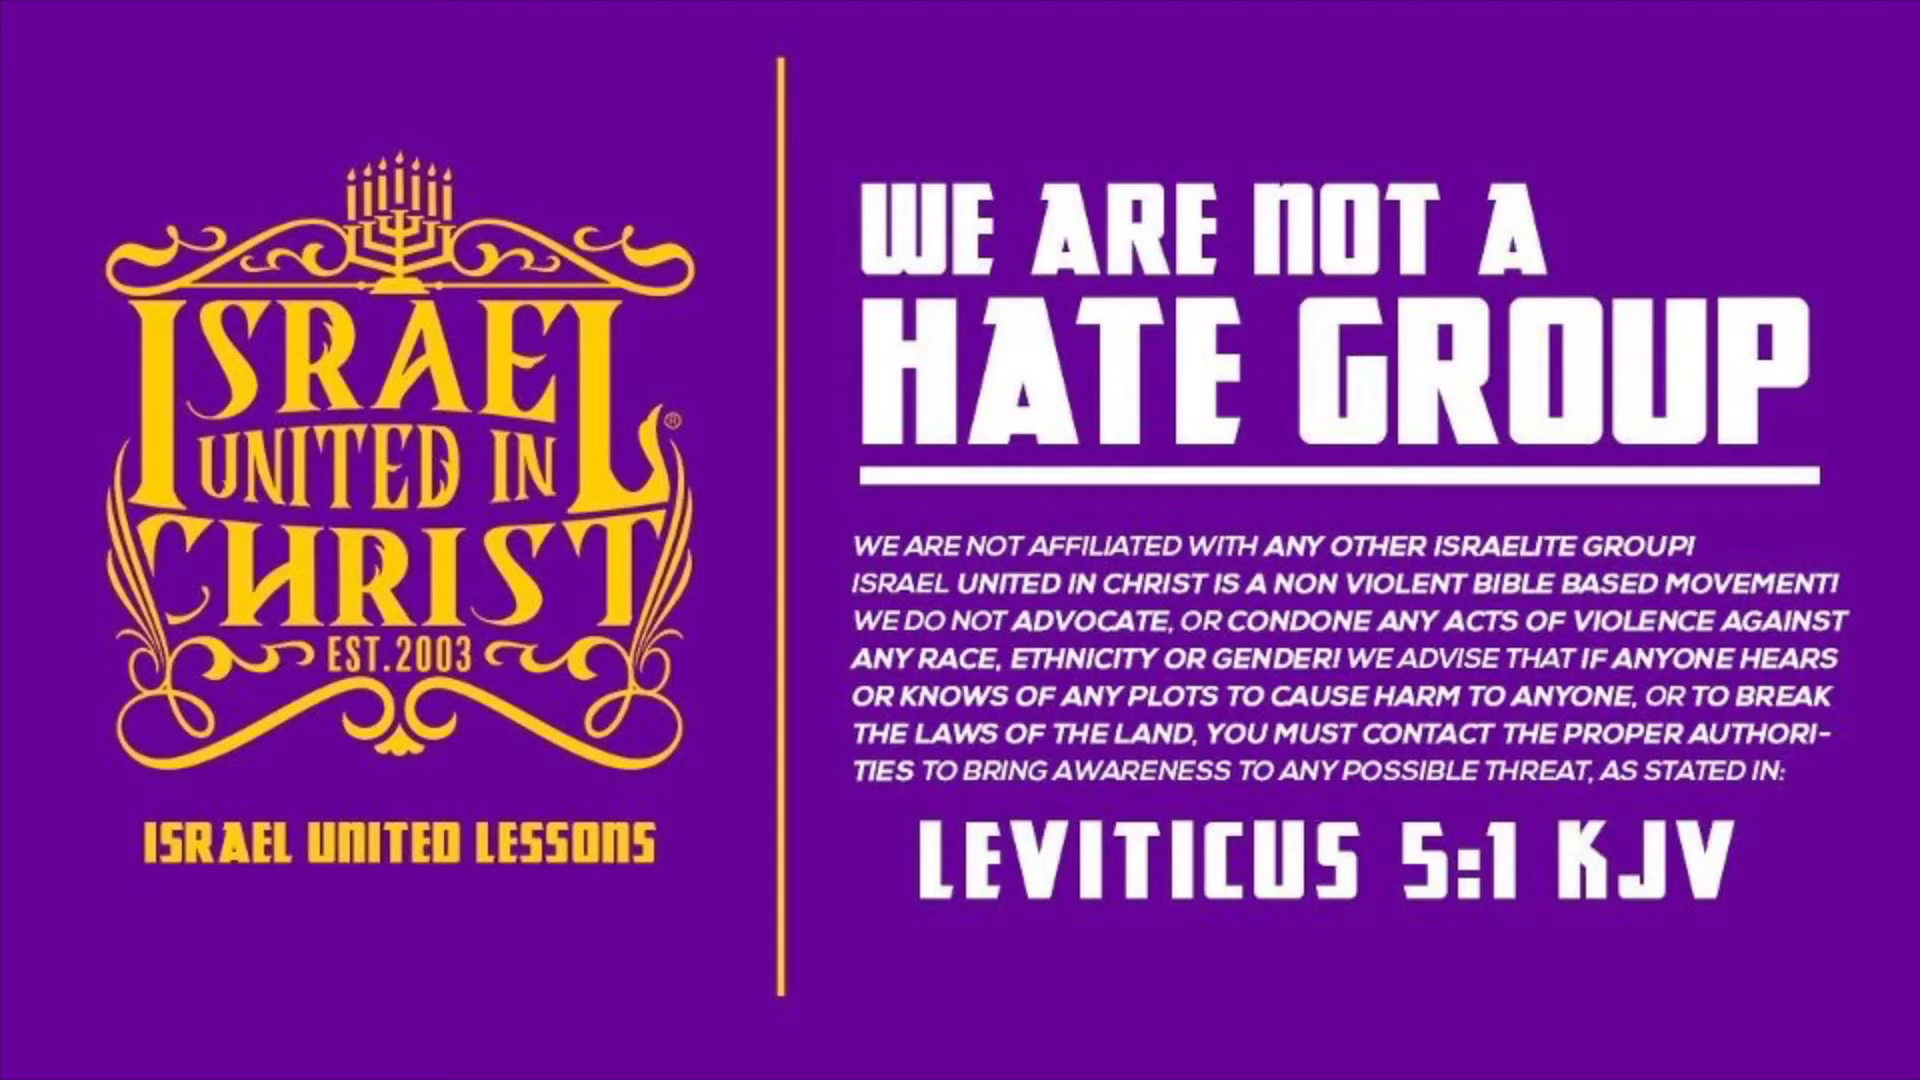 ISRAEL
UNITED IN
CHRIST®
EST.2003
ISRAEL UNITED LESSONS
WE ARE NOT A
HATE GROUP
WE ARE NOT AFFILIATED WITH ANY OTHER ISRAELITE GROUP!
ISRAEL UNITED IN CHRIST IS A NON VIOLENT BIBLE BASED MOVEMENT!
WE DO NOT ADVOCATE, OR CONDONE ANY ACTS OF VIOLENCE AGAINST
ANY RACE, ETHNICITY OR GENDER! WE ADVISE THAT IF ANYONE HEARS
OR KNOWS OF ANY PLOTS TO CAUSE HARM TO ANYONE, OR TO BREAK
THE LAWS OF THE LAND, YOU MUST CONTACT THE PROPER AUTHORI-
TIES TO BRING AWARENESS TO ANY POSSIBLE THREAT, AS STATED IN:
LEVITICUS 5:1 KJV